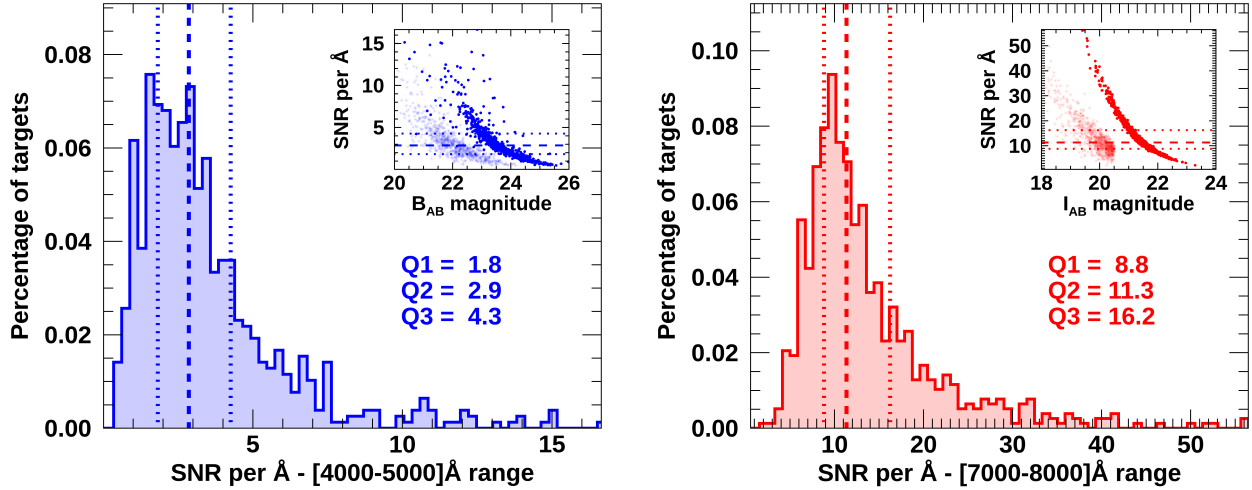 0.08
0.06
0.04
0.02
0.00
Percentage of targets
5
10
15
SNR per Å - [4000-5000]Å range
15
10
5
SNR per Å
20
22
24
26
B_AB magnitude
Q1 = 1.8
Q2 = 2.9
Q3 = 4.3
0.10
0.08
0.06
0.04
0.02
0.00
Percentage of targets
10
20
30
40
50
SNR per Å - [7000-8000]Å range
50
40
30
20
10
SNR per Å
18
20
22
24
I_AB magnitude
Q1 = 8.8
Q2 = 11.3
Q3 = 16.2